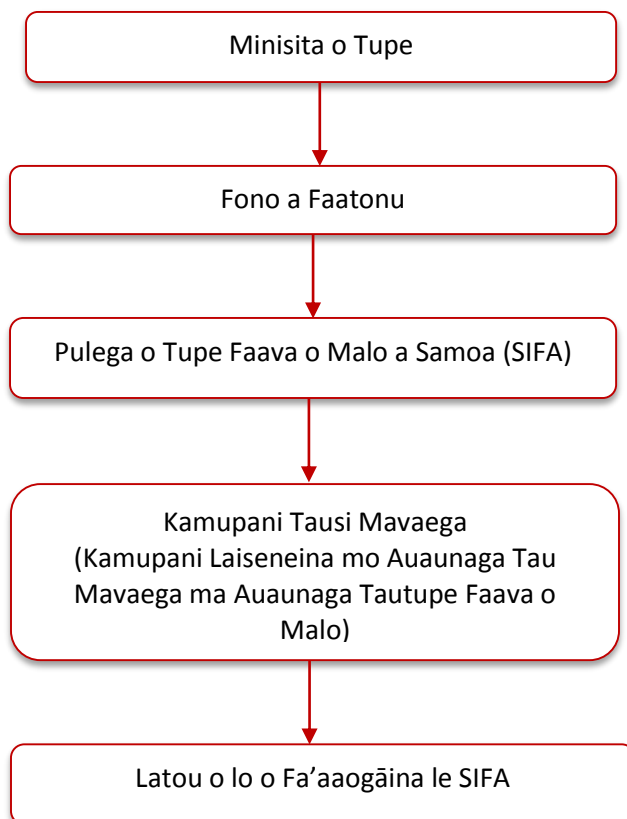 Minisita o Tupe
Fono a Faatonu
Pulega o Tupe Faava o Malo a Samoa (SIFA)
Kamupani Tausi Mavaega
(Kamupani Laiseneina mo Auaunaga Tau
Mavaega ma Auaunaga Tautupe Faava o
Malo)
Latou o lo o Fa’aaogāina le SIFA